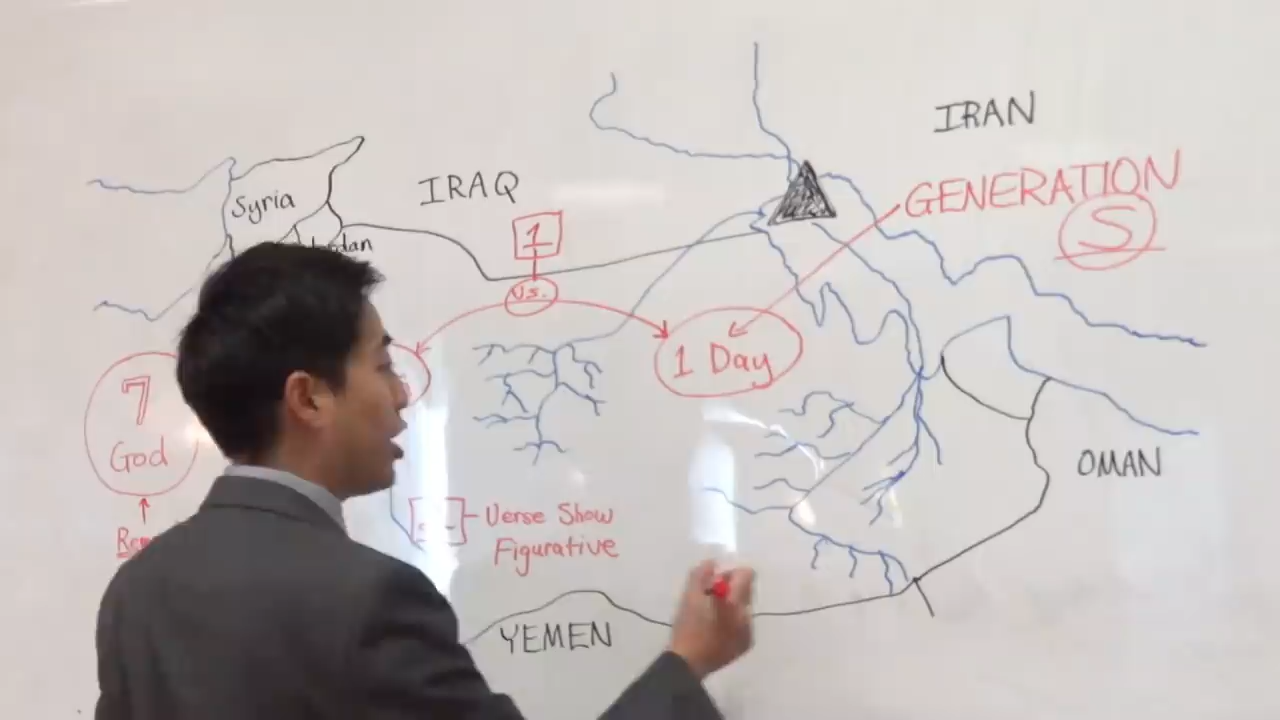 IRAN
GENERATION
S
IRAQ
Syria
1
vs.
1 Day
7
God
OMAN
Verse Show
Figurative
YEMEN